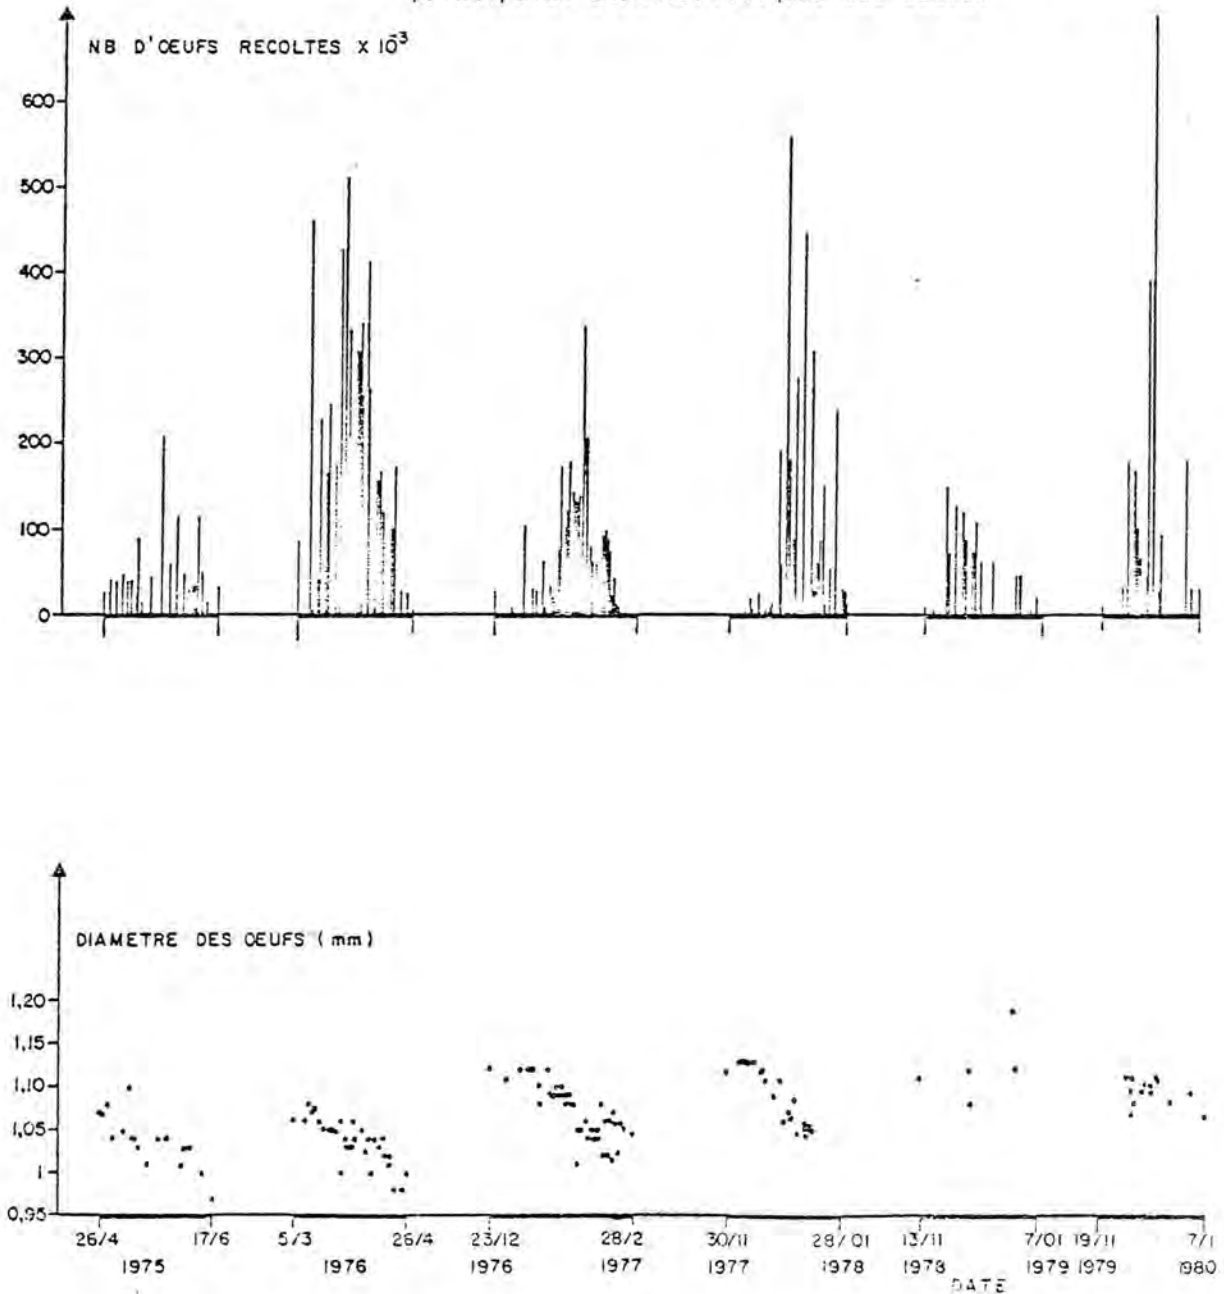 NB D'ŒUFS RECOLTES X 10⁻³
600
500
400
300
200
100
0
DIAMETRE DES OEUFS (mm)
1,20
1,15
1,10
1,05
1
0,95
26/4 17/6 5/3 26/4 23/12 28/2 30/11 28/01 13/11 7/01 19/11 7/1
1975 1976 1976 1977 1977 1978 1978 1979 1979 1980
DATE